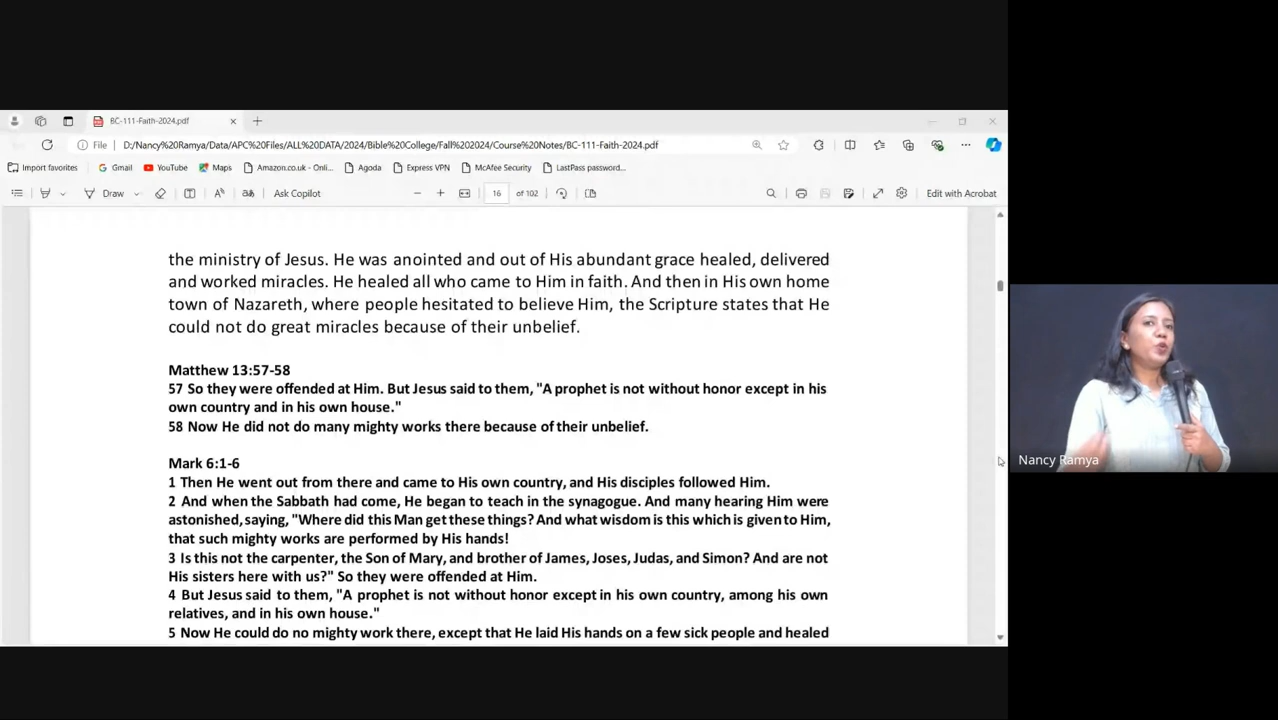 BC-111-Faith-2024.pdf
File D:/Nancy%20Ramya/Data/APC%20Files/ALL%20DATA/2024/Bible%20College/Fall%202024/Course%20Notes/BC-111-Faith-2024.pdf
Import favorites Gmail YouTube Maps Amazon.co.uk - Onli... Agoda Express VPN McAfee Security LastPass password...
Draw Ask Copilot 16 of 102 Edit with Acrobat
the ministry of Jesus. He was anointed and out of His abundant grace healed, delivered
and worked miracles. He healed all who came to Him in faith. And then in His own home
town of Nazareth, where people hesitated to believe Him, the Scripture states that He
could not do great miracles because of their unbelief.
Matthew 13:57-58
57 So they were offended at Him. But Jesus said to them, "A prophet is not without honor except in his
own country and in his own house."
58 Now He did not do many mighty works there because of their unbelief.
Mark 6:1-6
1 Then He went out from there and came to His own country, and His disciples followed Him.
2 And when the Sabbath had come, He began to teach in the synagogue. And many hearing Him were
astonished, saying, "Where did this Man get these things? And what wisdom is this which is given to Him,
that such mighty works are performed by His hands!
3 Is this not the carpenter, the Son of Mary, and brother of James, Joses, Judas, and Simon? And are not
His sisters here with us?" So they were offended at Him.
4 But Jesus said to them, "A prophet is not without honor except in his own country, among his own
relatives, and in his own house."
5 Now He could do no mighty work there, except that He laid His hands on a few sick people and healed
Nancy Ramya